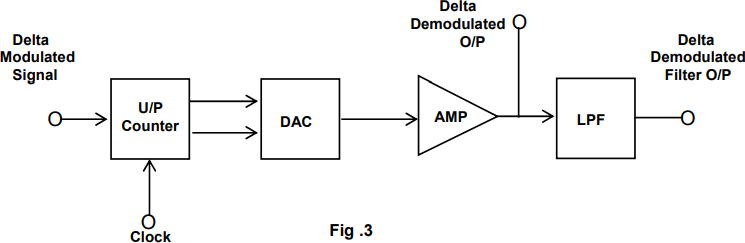 Delta
Modulated
Signal
U/P
Counter
Clock
DAC
AMP
Delta
Demodulated
O/P
LPF
Delta
Demodulated
Filter O/P
Fig .3